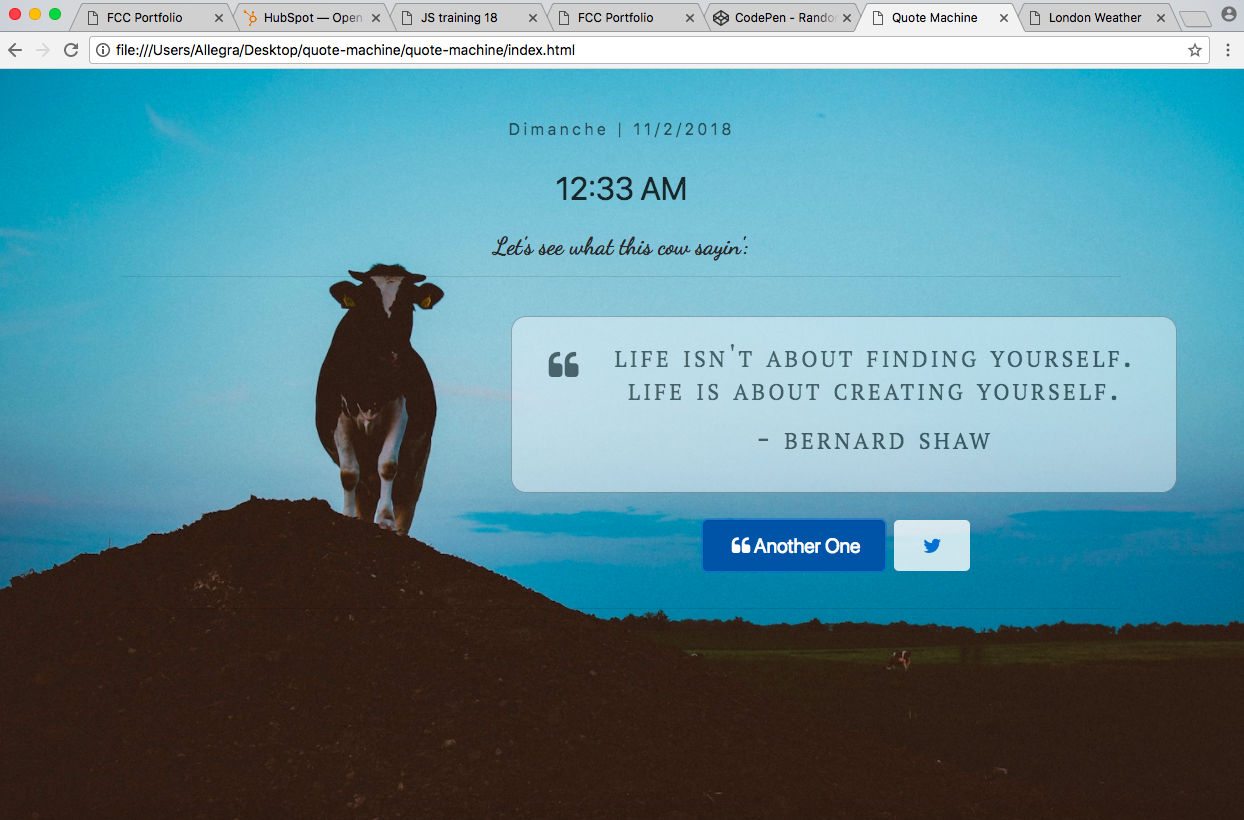 FCC Portfolio
HubSpot — Open
JS training 18
FCC Portfolio
CodePen - Rando
Quote Machine
London Weather
file:///Users/Allegra/Desktop/quote-machine/quote-machine/index.html
Dimanche | 11/2/2018
12:33 AM
Let's see what this cow sayin':
“ LIFE ISN'T ABOUT FINDING YOURSELF.
LIFE IS ABOUT CREATING YOURSELF.
- BERNARD SHAW
“ Another One